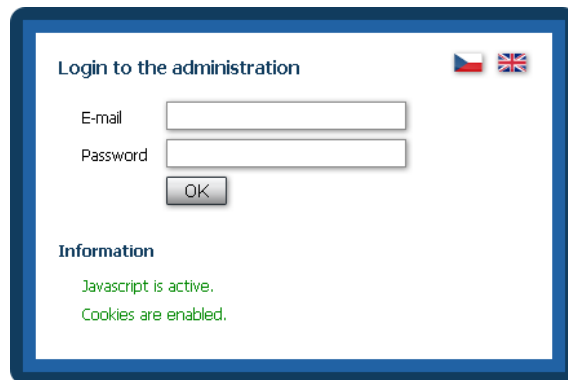 Login to the administration
E-mail
Password
OK
Information
Javascript is active.
Cookies are enabled.